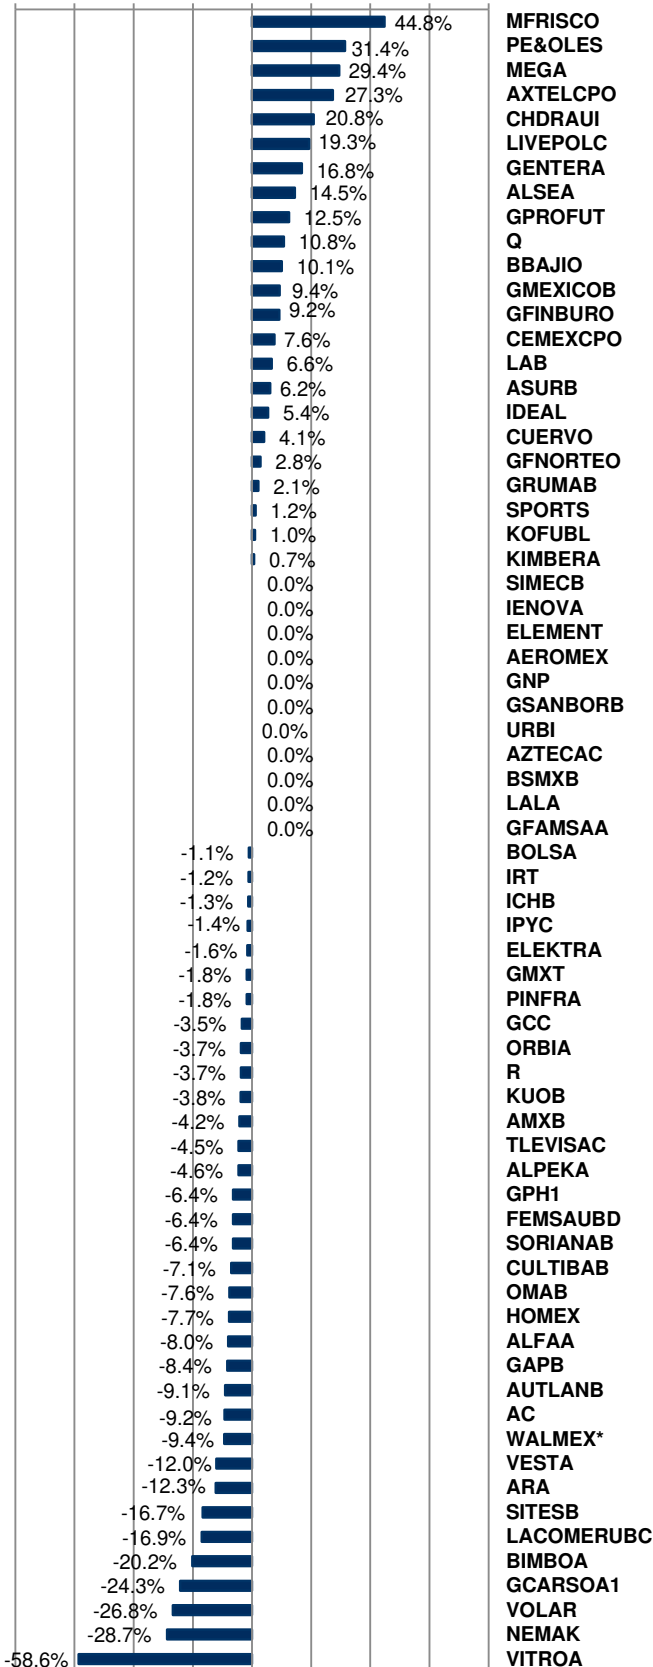 44.8% MFRISCO
31.4% PE&OLES
29.4% MEGA
27.3% AXTELCPO
20.8% CHDRAUI
19.3% LIVEPOLC
16.8% GENTERA
14.5% ALSEA
12.5% GPROFUT
10.8% Q
10.1% BBAJIO
9.4% GMEXICOB
9.2% GFINBURO
7.6% CEMEXCPO
6.6% LAB
6.2% ASURB
5.4% IDEAL
4.1% CUERVO
2.8% GFNORTEO
2.1% GRUMAB
1.2% SPORTS
1.0% KOFUBL
0.7% KIMBERA
0.0% SIMECB
0.0% IENOVA
0.0% ELEMENT
0.0% AEROMEX
0.0% GNP
0.0% GSANBORB
0.0% URBI
0.0% AZTECAC
0.0% BSMXB
0.0% LALA
0.0% GFAMSAA
-1.1% BOLSA
-1.2% IRT
-1.3% ICHB
-1.4% IPYC
-1.6% ELEKTRA
-1.8% GMXT
-1.8% PINFRA
-3.5% GCC
-3.7% ORBIA
-3.7% R
-3.8% KUOB
-4.2% AMXB
-4.5% TLEVISAC
-4.6% ALPEKA
-6.4% GPH1
-6.4% FEMSAUBD
-6.4% SORIANAB
-7.1% CULTIBAB
-7.6% OMAB
-7.7% HOMEX
-8.0% ALFAA
-8.4% GAPB
-9.1% AUTLANB
-9.2% AC
-9.4% WALMEX*
-12.0% VESTA
-12.3% ARA
-16.7% SITESB
-16.9% LACOMERUBC
-20.2% BIMBOA
-24.3% GCARSOA1
-26.8% VOLAR
-28.7% NEMAK
-58.6% VITROA